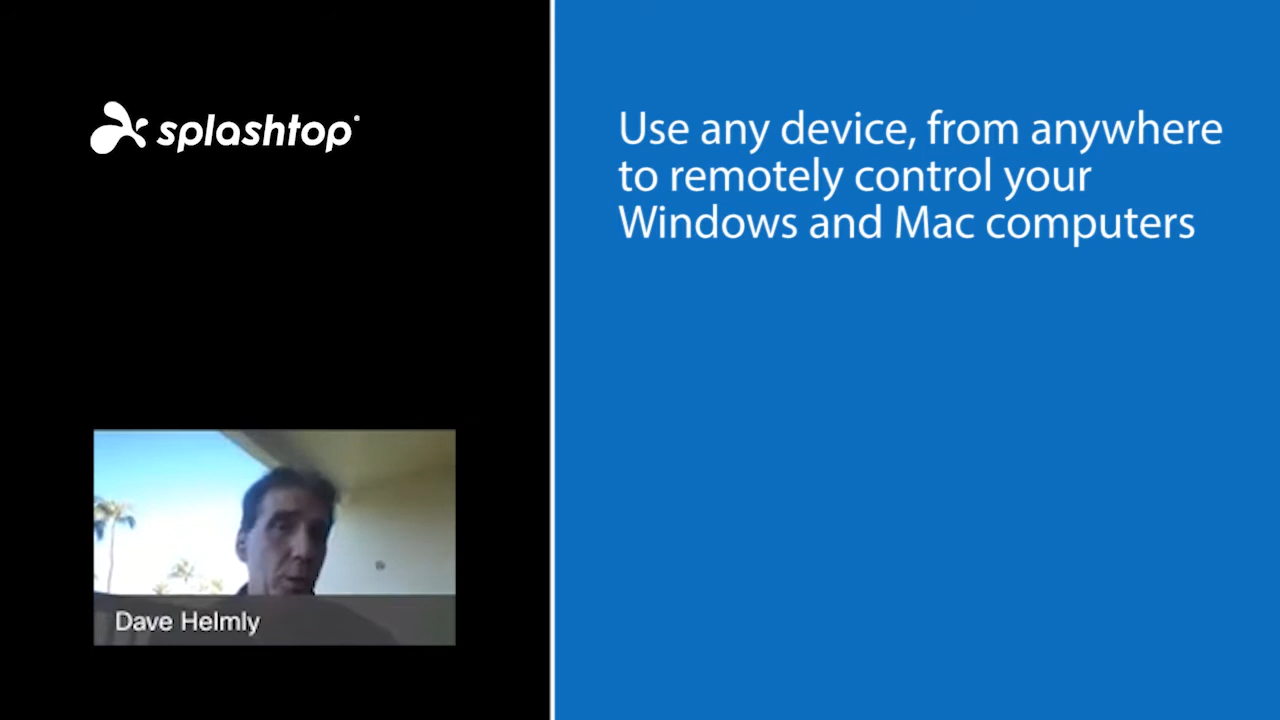 splashtop
Use any device, from anywhere
to remotely control your
Windows and Mac computers
Dave Helmly